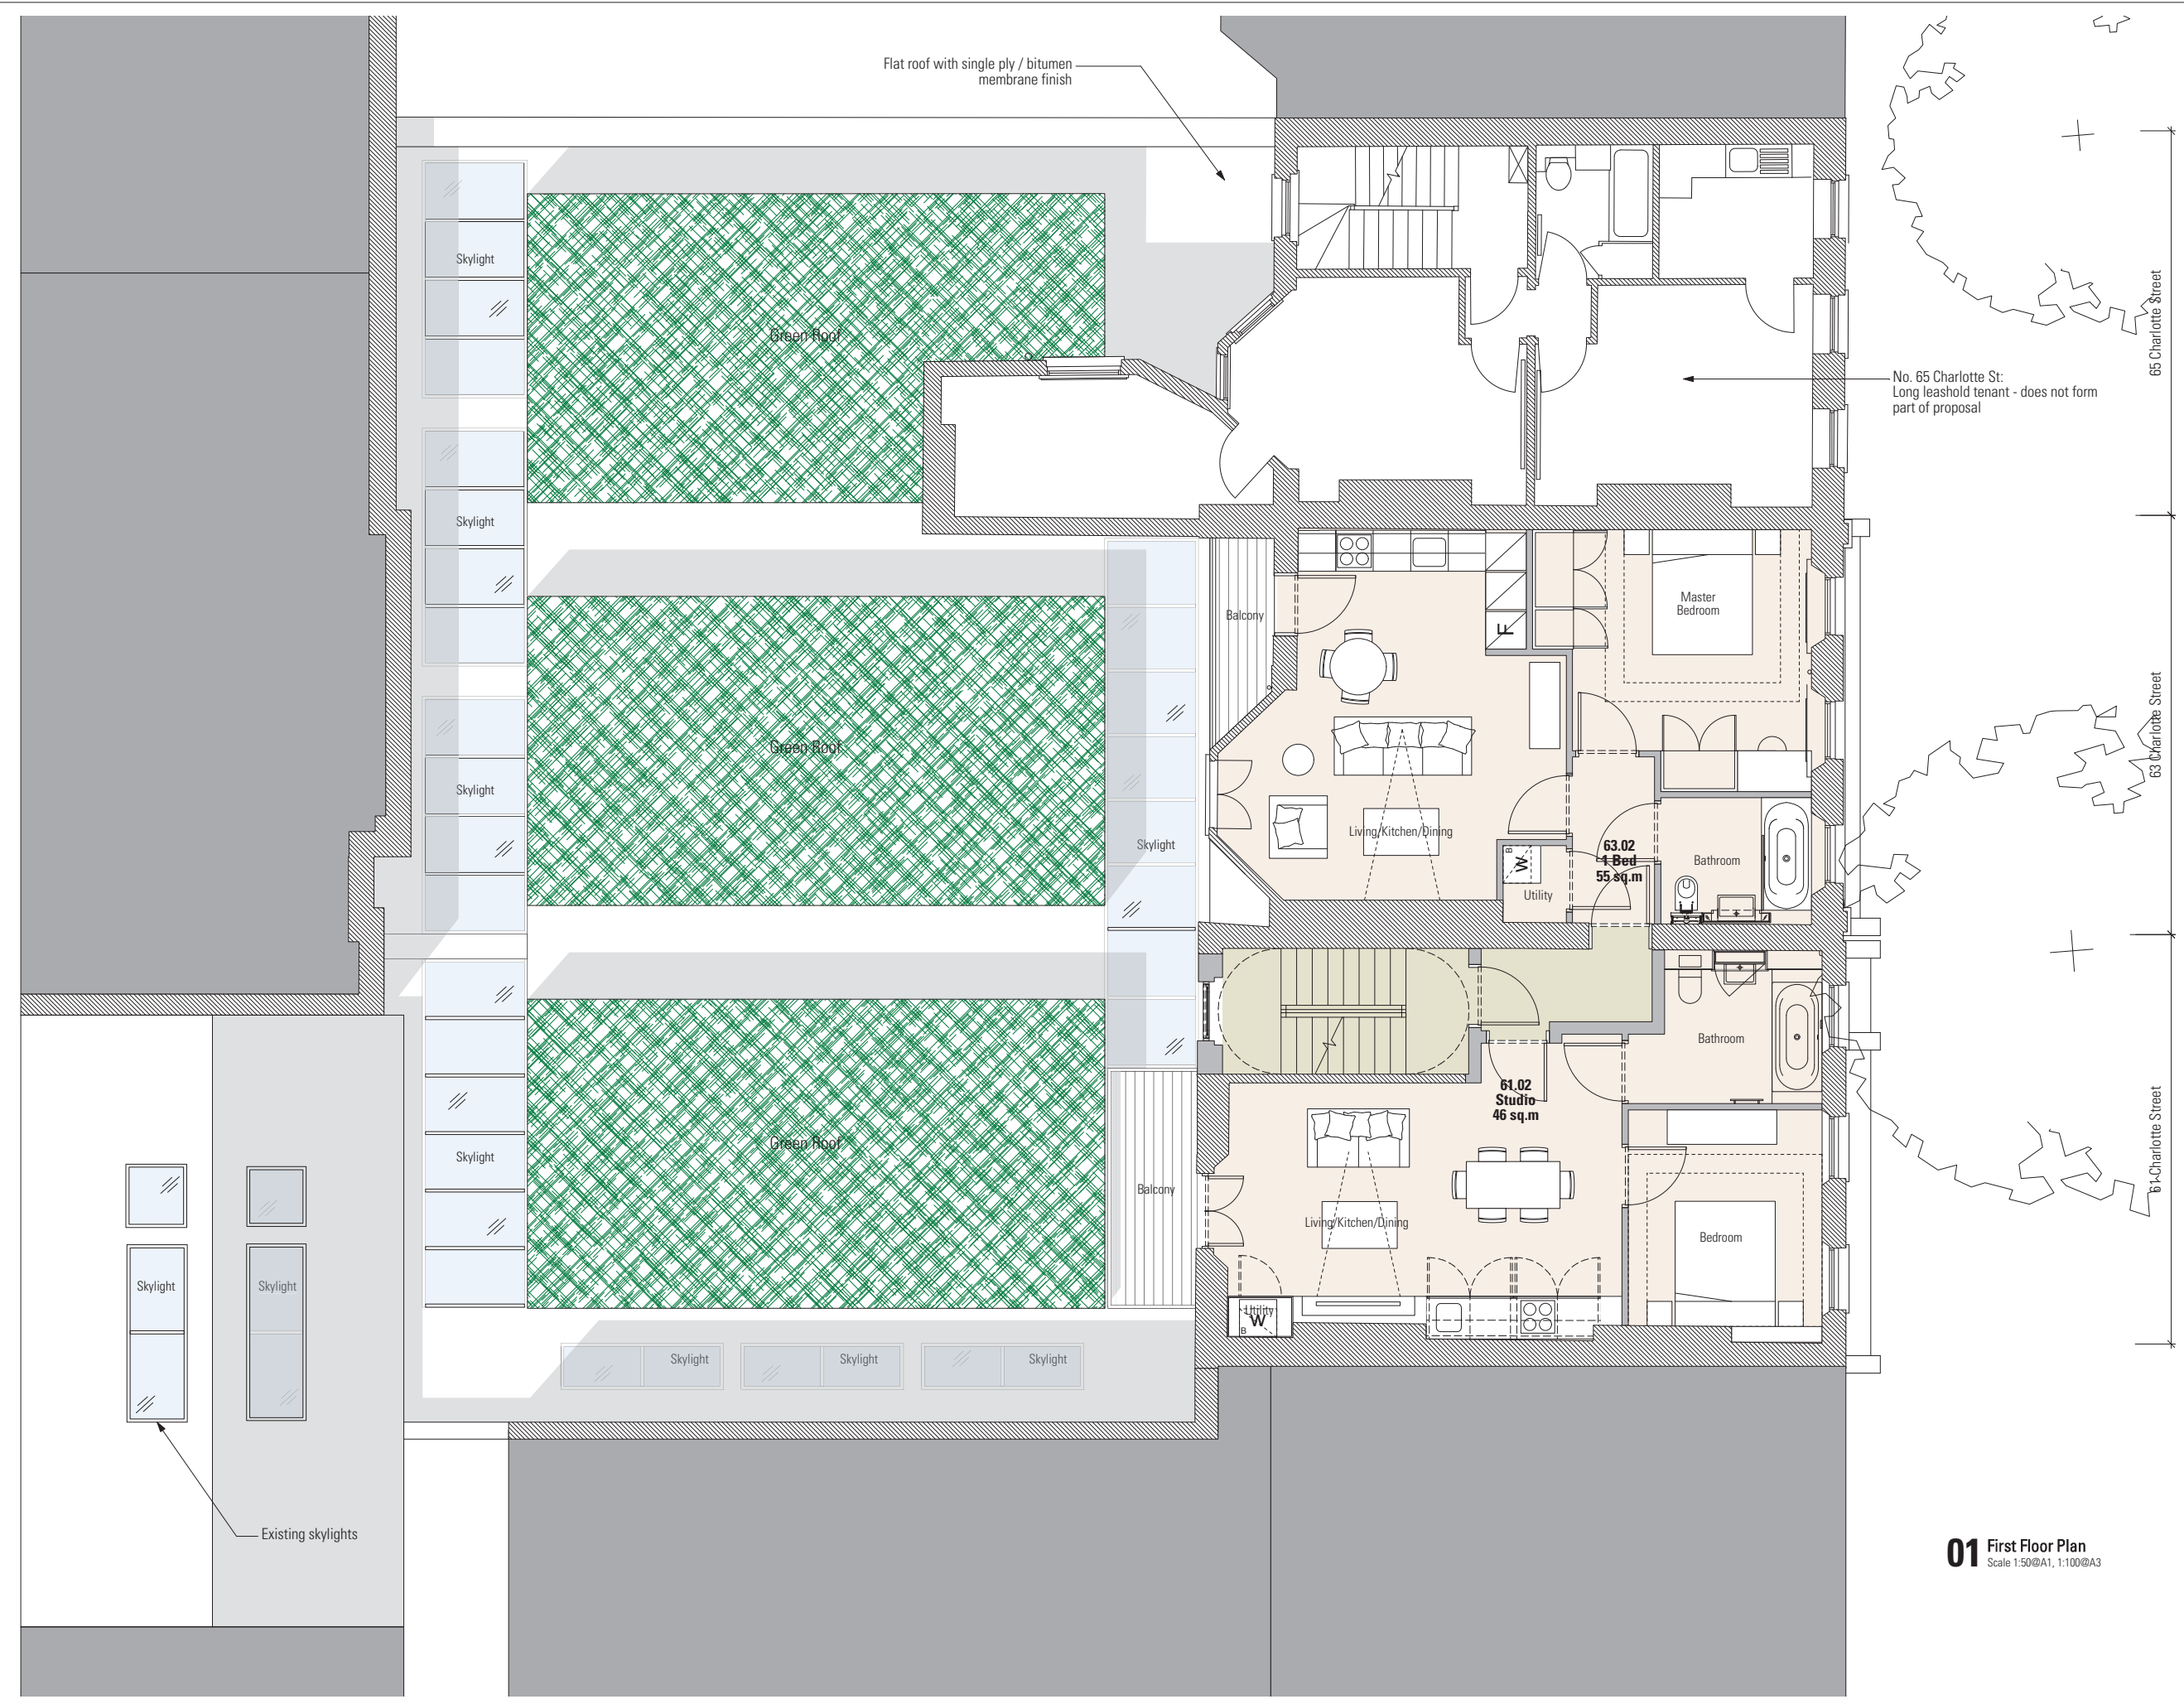 Flat roof with single ply / bitumen
membrane finish
Skylight
Green Roof
65 Charlotte Street
No. 65 Charlotte St:
Long leashold tenant - does not form
part of proposal
Skylight
Master
Bedroom
Balcony
F
63 Charlotte Street
Green Roof
Skylight
Living/Kitchen/Dining
Skylight
63.02
1 Bed
55 sq.m
B
W
Utility
Bathroom
Bathroom
61.02
Studio
46 sq.m
61 Charlotte Street
Green Roof
Skylight
Balcony
Living/Kitchen/Dining
Bedroom
Skylight
Skylight
Utility
W
B
Skylight
Skylight
Skylight
Existing skylights
01 First Floor Plan
Scale 1:50@A1, 1:100@A3